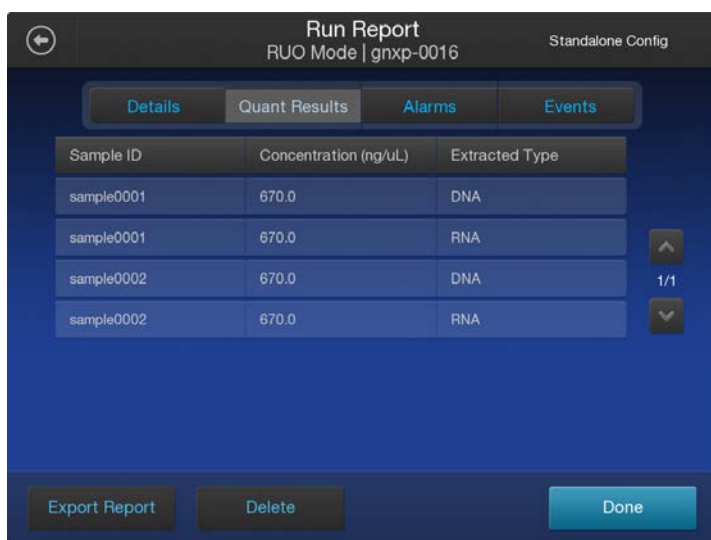 Run Report
RUO Mode | gnxp-0016
Standalone Config
Details Quant Results Alarms Events
Sample ID Concentration (ng/uL) Extracted Type
sample0001 670.0 DNA
sample0001 670.0 RNA
sample0002 670.0 DNA
1/1
sample0002 670.0 RNA
Export Report Delete Done